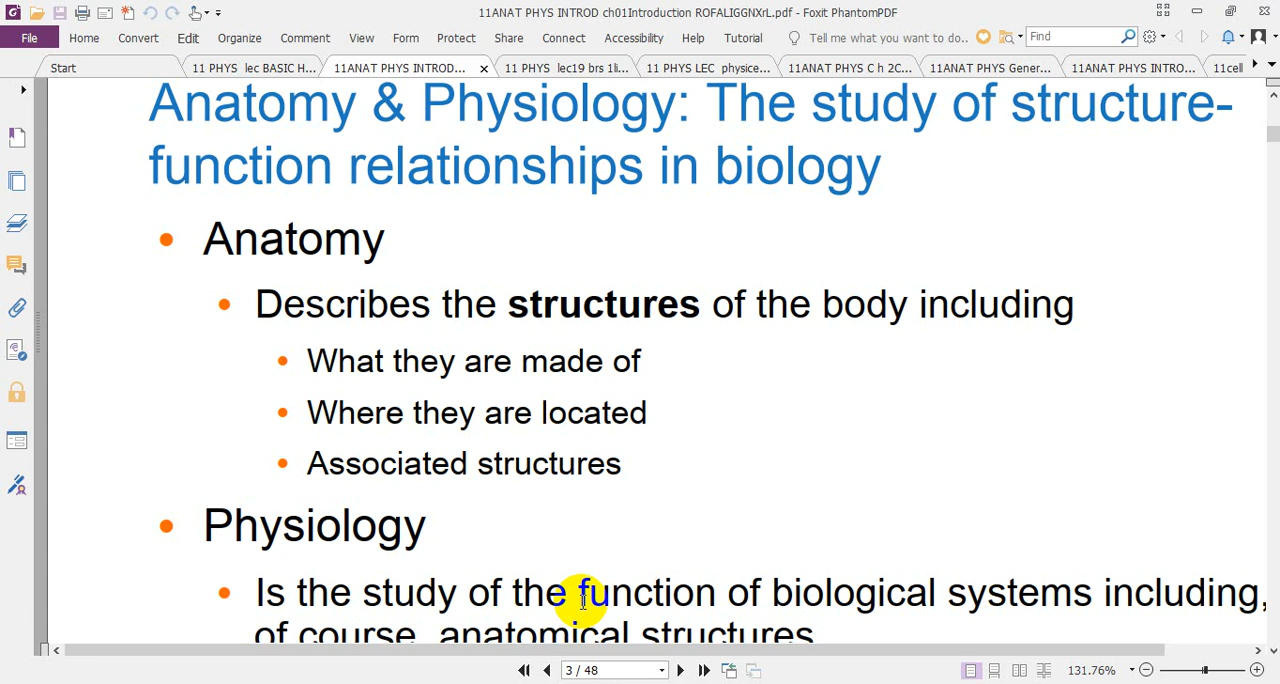 11ANAT PHYS INTROD ch01Introduction ROFALIGGNXrL.pdf - Foxit PhantomPDF
File Home Convert Edit Organize Comment View Form Protect Share Connect Accessibility Help Tutorial Tell me what you want to do.. Find
Start 11 PHYS lec BASIC H... 11ANAT PHYS INTROD... 11 PHYS lec19 brs 1li... 11 PHYS LEC physice... 11ANAT PHYS C h 2C... 11ANAT PHYS Gener... 11ANAT PHYS INTRO... 11cell
Anatomy & Physiology: The study of structure-
function relationships in biology
• Anatomy
• Describes the structures of the body including
• What they are made of
• Where they are located
• Associated structures
• Physiology
• Is the study of the function of biological systems including,
of course, anatomical structures
3 / 48 131.76%